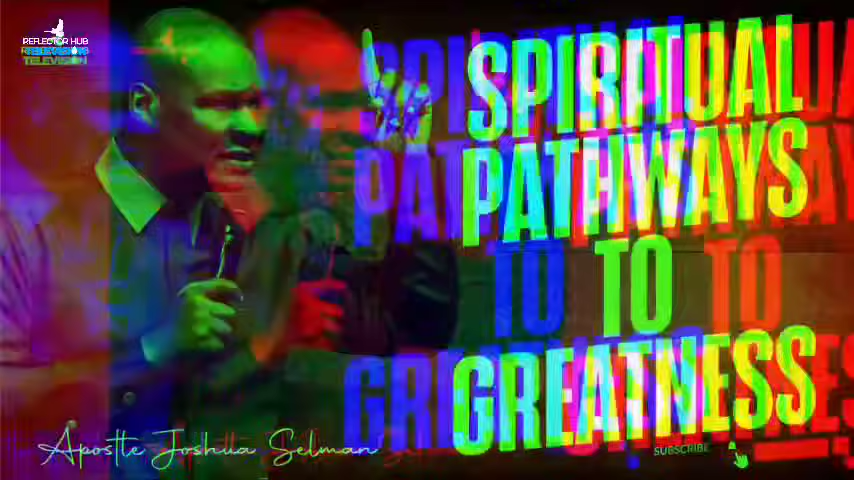 REFLECTOR HUB
TELEVISION
SPIRITUAL
PATHWAYS
TO
GREATNESS
Apostle Joshua Selman
SUBSCRIBE